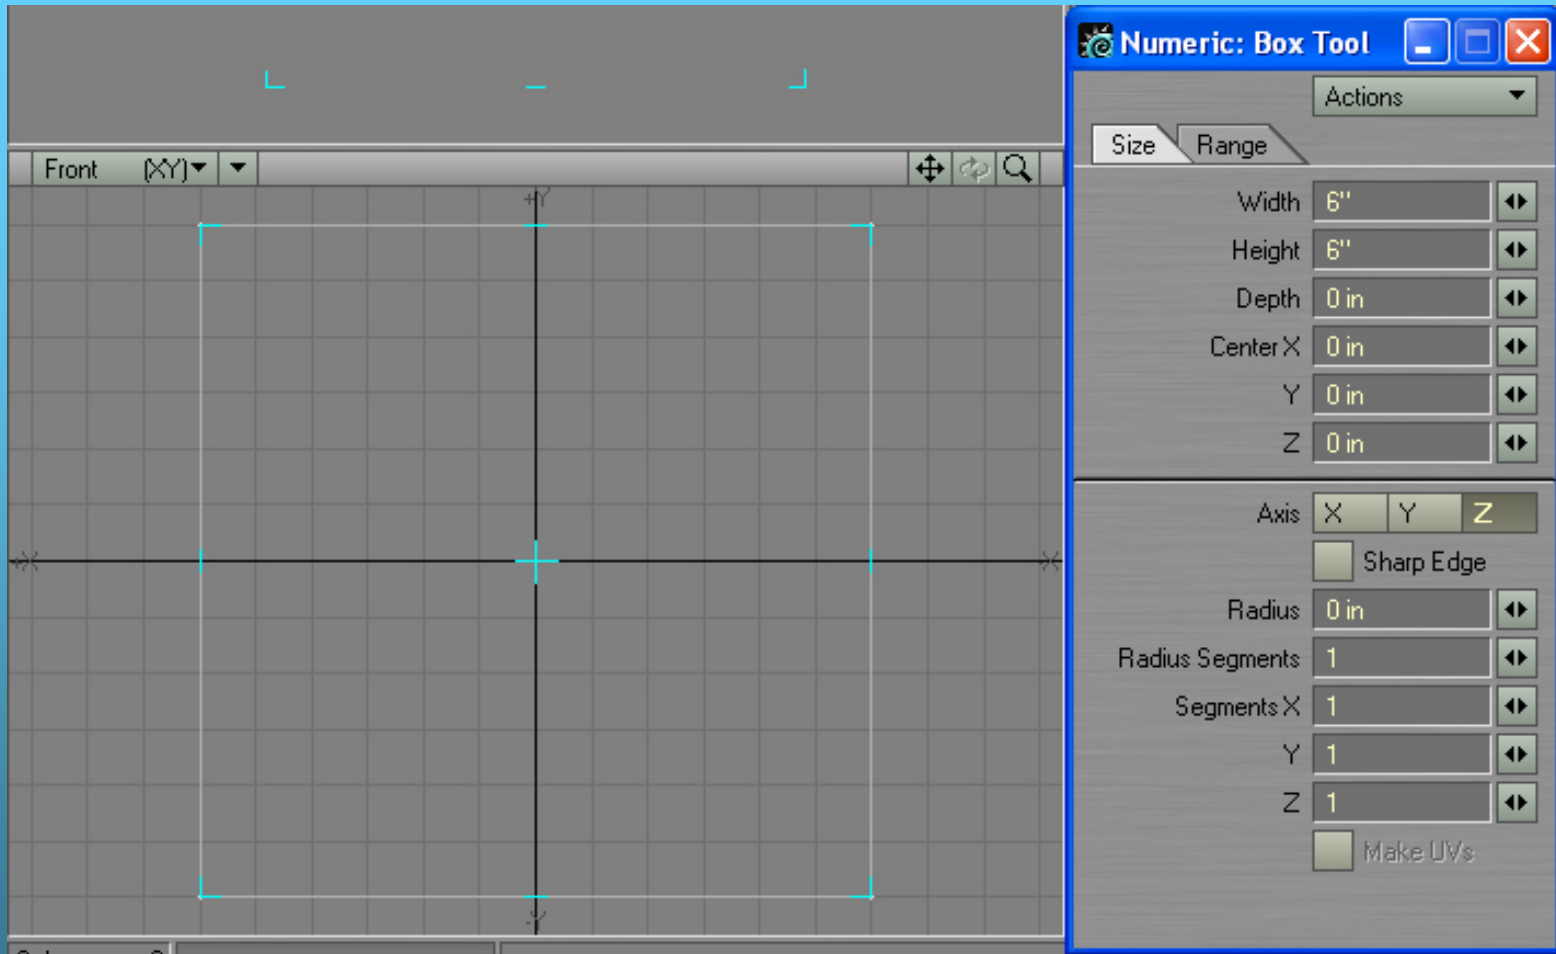 Numeric: Box Tool
Actions
Size Range
Front (XY)
+Y
+X
-X
-Y
Width 6"
Height 6"
Depth 0 in
Center X 0 in
Y 0 in
Z 0 in
Axis X Y Z
Sharp Edge
Radius 0 in
Radius Segments 1
Segments X 1
Y 1
Z 1
Make UVs